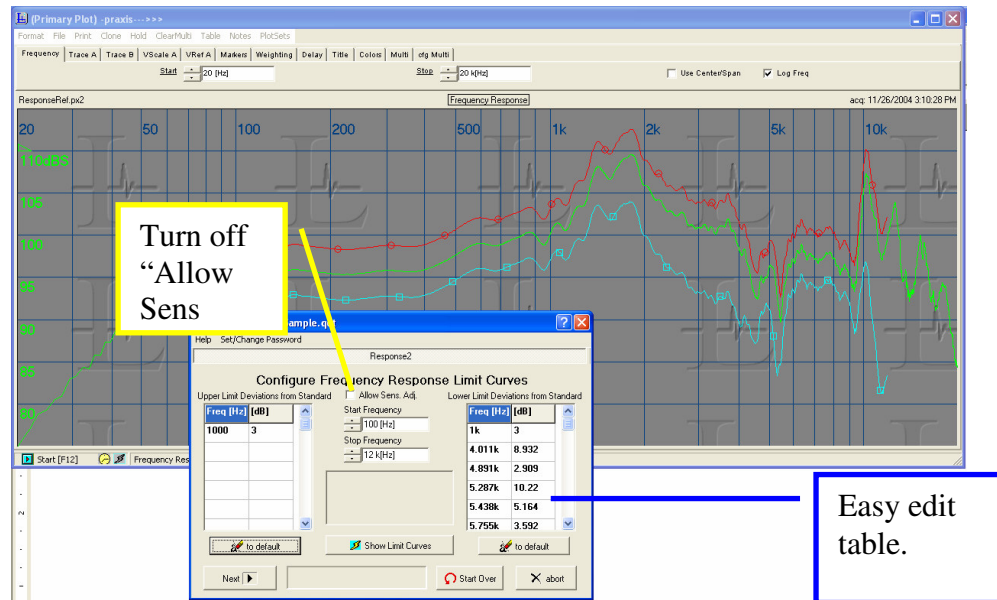 (Primary Plot) -praxis--->>>
Format File Print Clone Hold ClearMulti Table Notes PlotSets
Frequency Trace A Trace B VScale A VRef A Markers Weighting Delay Title Colors Multi cfg Multi
Start 20 [Hz] Stop 20 k[Hz] Use Center/Span Log Freq
ResponseRef.px2 Frequency Response acq: 11/26/2004 3:10:28 PM
20 50 100 200 500 1k 2k 5k 10k
110dBS
105
100
95
90
85
80
Turn off
“Allow
Sens
ample.q
Help Set/Change Password
Response2
Configure Frequency Response Limit Curves
Upper Limit Deviations from Standard Allow Sens. Adj. Lower Limit Deviations from Standard
Freq [Hz] [dB] Start Frequency Freq [Hz] [dB]
1000 3 100 [Hz] 1k 3
Stop Frequency 4.011k 8.932
12 k[Hz] 4.891k 2.909
5.287k 10.22
5.438k 5.164
5.755k 3.592
to default Show Limit Curves to default
Next Start Over abort
Start [F12] Frequency Res
Easy edit
table.
2